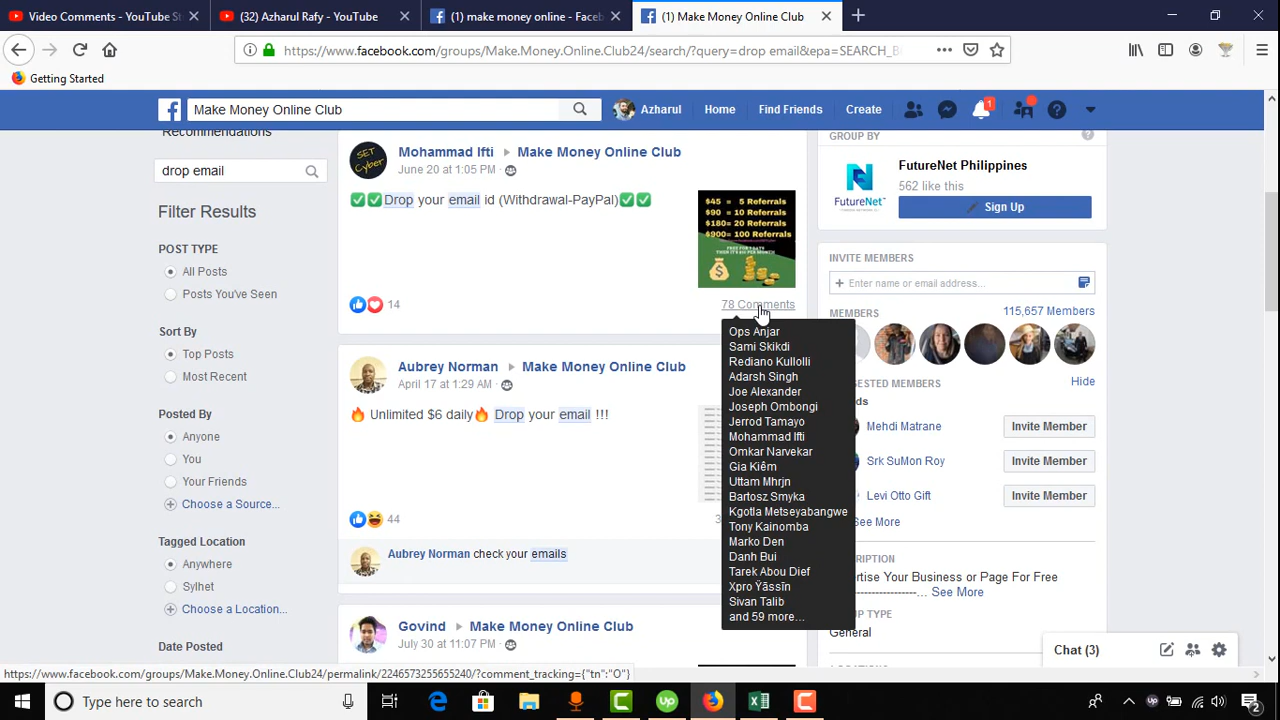 Video Comments - YouTube St
(32) Azharul Rafy - YouTube
(1) make money online - Faceb
(1) Make Money Online Club
https://www.facebook.com/groups/Make.Money.Online.Club24/search/?query=drop email&epa=SEARCH_B
Getting Started
Make Money Online Club
Azharul
Home
Find Friends
Create
1
Recommendations
drop email
Filter Results
POST TYPE
All Posts
Posts You've Seen
Sort By
Top Posts
Most Recent
Posted By
Anyone
You
Your Friends
Choose a Source...
Tagged Location
Anywhere
Sylhet
Choose a Location...
Date Posted
SET
Cyber
Mohammad Ifti
Make Money Online Club
June 20 at 1:05 PM ·
✅✅Drop your email id (Withdrawal-PayPal)✅✅
$45 = 5 Referrals
$90 = 10 Referrals
$180= 20 Referrals
$900= 100 Referrals
14
78 Comments
Aubrey Norman
Make Money Online Club
April 17 at 1:29 AM ·
🔥 Unlimited $6 daily🔥 Drop your email !!!
44
3
Aubrey Norman check your emails
Govind
Make Money Online Club
July 30 at 11:07 PM ·
Ops Anjar
Sami Skikdi
Rediano Kullolli
Adarsh Singh
Joe Alexander
Joseph Ombongi
Jerrod Tamayo
Mohammad Ifti
Omkar Narvekar
Gia Kiêm
Uttam Mhrjn
Bartosz Smyka
Kgotla Metseyabangwe
Tony Kainomba
Marko Den
Danh Bui
Tarek Abou Dief
Xpro Ÿāssīn
Sivan Talib
and 59 more...
GROUP BY
FutureNet
FutureNet Philippines
562 like this
Sign Up
INVITE MEMBERS
Enter name or email address...
MEMBERS
115,657 Members
GESTED MEMBERS
Hide
ds
Mehdi Matrane
Invite Member
Srk SuMon Roy
Invite Member
Levi Otto Gift
Invite Member
See More
RIPTION
rtise Your Business or Page For Free
-------------------... See More
UP TYPE
General
Chat (3)
https://www.facebook.com/groups/Make.Money.Online.Club24/permalink/2246573255655240/?comment_tracking={"tn":"O"}
Type here to search
2